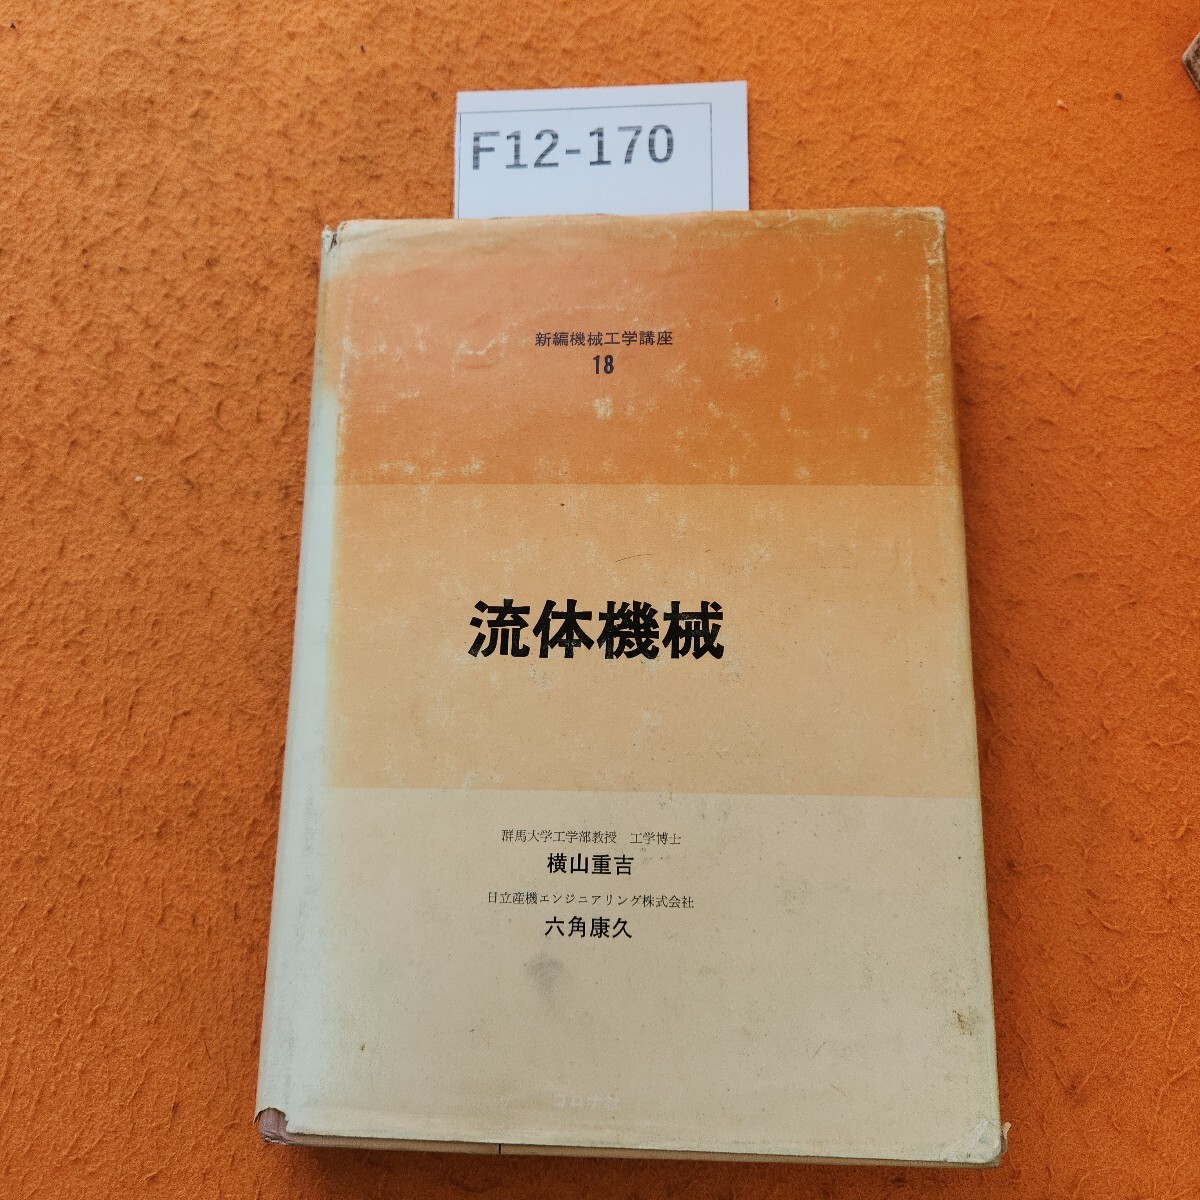 F12-170
新編機械工学講座
18
流体機械
群馬大学工学部教授 工学博士
横山重吉
日立産機エンジニアリング株式会社
六角康久
コロナ社